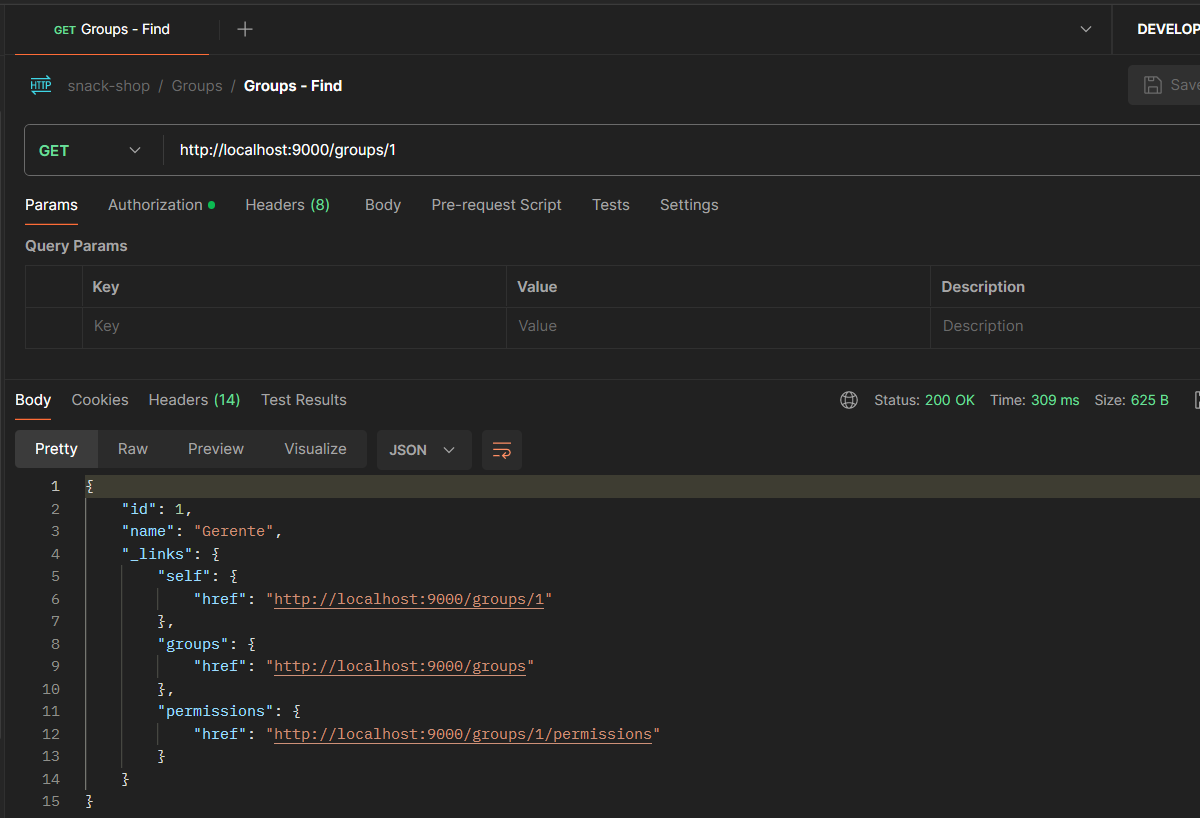 GET Groups - Find
DEVELOP
HTTP snack-shop / Groups / Groups - Find
Save
GET http://localhost:9000/groups/1
Params Authorization Headers (8) Body Pre-request Script Tests Settings
Query Params
Key Value Description
Key Value Description
Body Cookies Headers (14) Test Results Status: 200 OK Time: 309 ms Size: 625 B
Pretty Raw Preview Visualize JSON
1 {
2 "id": 1,
3 "name": "Gerente",
4 "_links": {
5 "self": {
6 "href": "http://localhost:9000/groups/1"
7 },
8 "groups": {
9 "href": "http://localhost:9000/groups"
10 },
11 "permissions": {
12 "href": "http://localhost:9000/groups/1/permissions"
13 }
14 }
15 }